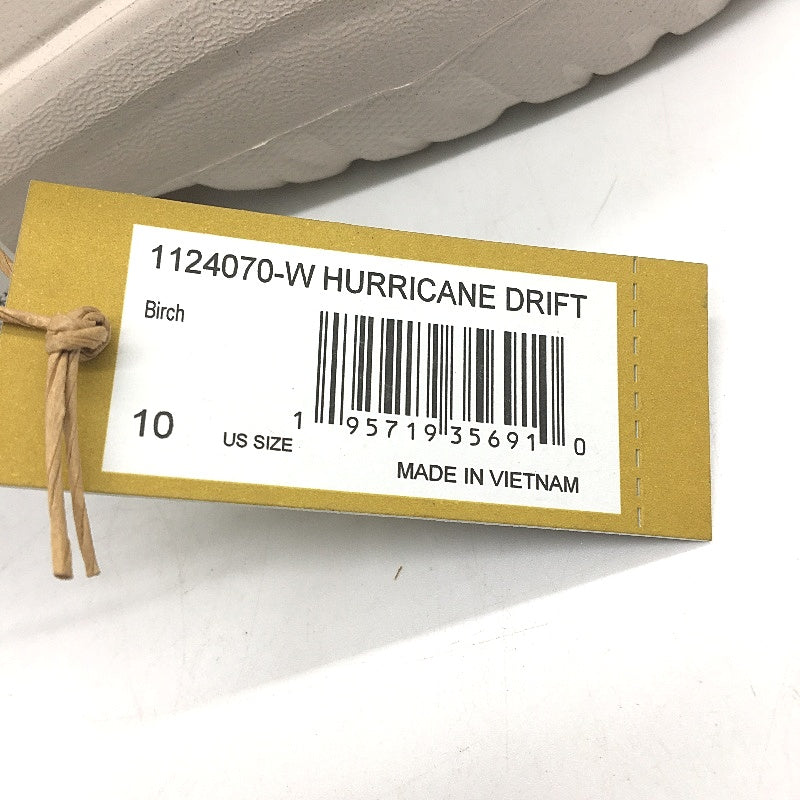 1124070-W HURRICANE DRIFT
Birch
10
US SIZE
1 95719 35691 0
MADE IN VIETNAM